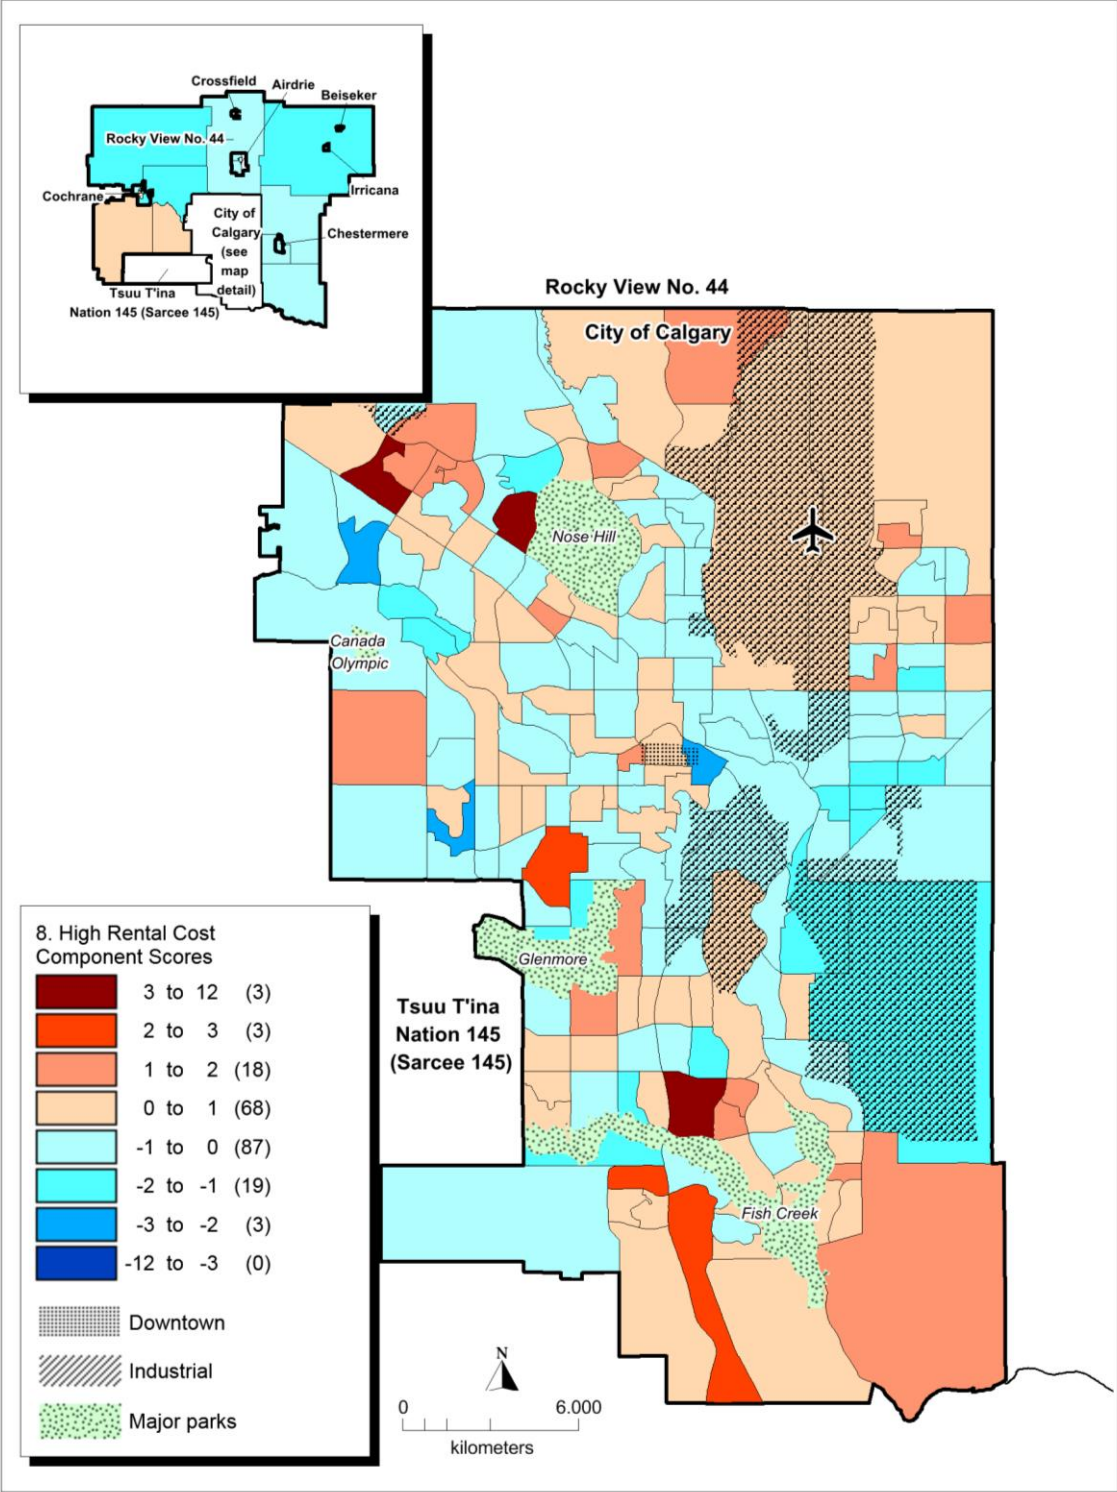 Crossfield
Airdrie
Beiseker
Rocky View No. 44
Cochrane
Irricana
City of
Calgary
(see
map
detail)
Chestermere
Tsuu T'ina
Nation 145 (Sarcee 145)
Rocky View No. 44
City of Calgary
Nose Hill
Canada
Olympic
Glenmore
Tsuu T'ina
Nation 145
(Sarcee 145)
Fish Creek
8. High Rental Cost
Component Scores
3 to 12 (3)
2 to 3 (3)
1 to 2 (18)
0 to 1 (68)
-1 to 0 (87)
-2 to -1 (19)
-3 to -2 (3)
-12 to -3 (0)
Downtown
Industrial
Major parks
N
0 6.000
kilometers